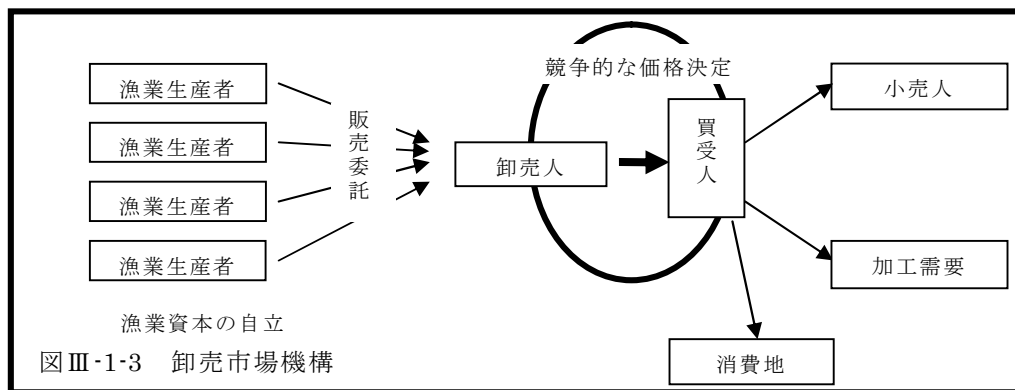 競争的な価格決定
漁業生産者
漁業生産者
漁業生産者
漁業生産者
販売委託
卸売人
買受人
小売人
加工需要
消費地
漁業資本の自立
図Ⅲ-1-3 卸売市場機構